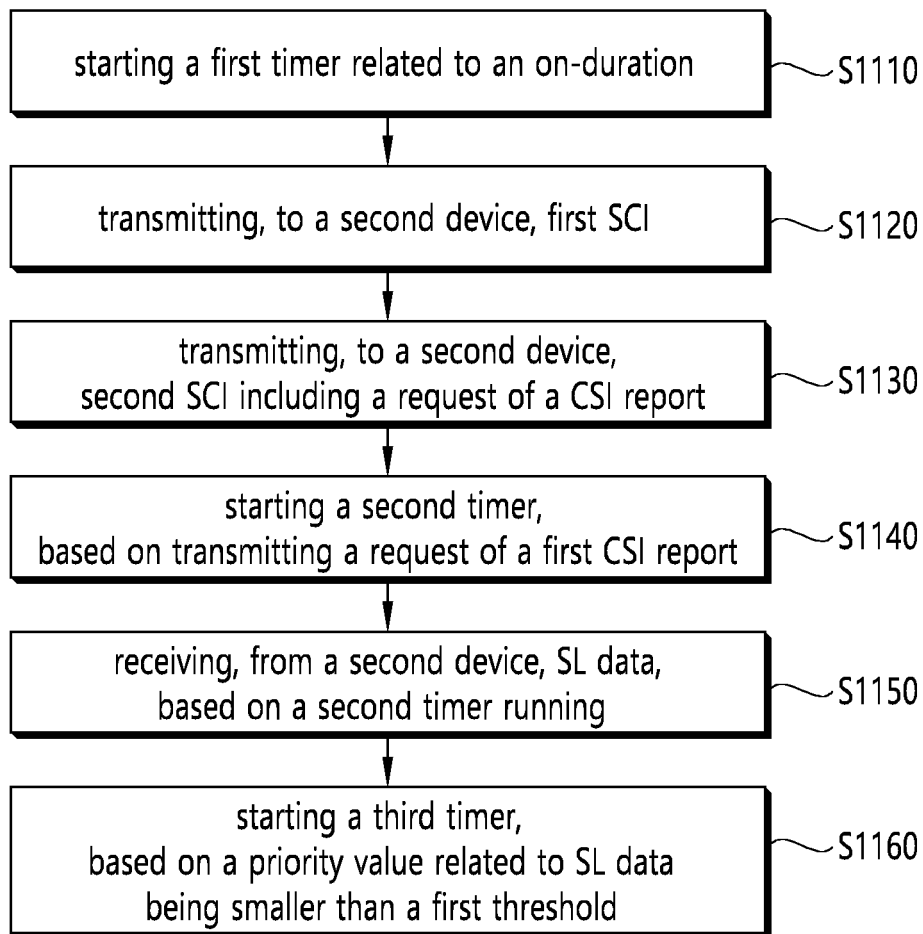 starting a first timer related to an on-duration
S1110
transmitting, to a second device, first SCI
S1120
transmitting, to a second device,
second SCI including a request of a CSI report
S1130
starting a second timer,
based on transmitting a request of a first CSI report
S1140
receiving, from a second device, SL data,
based on a second timer running
S1150
starting a third timer,
based on a priority value related to SL data
being smaller than a first threshold
S1160